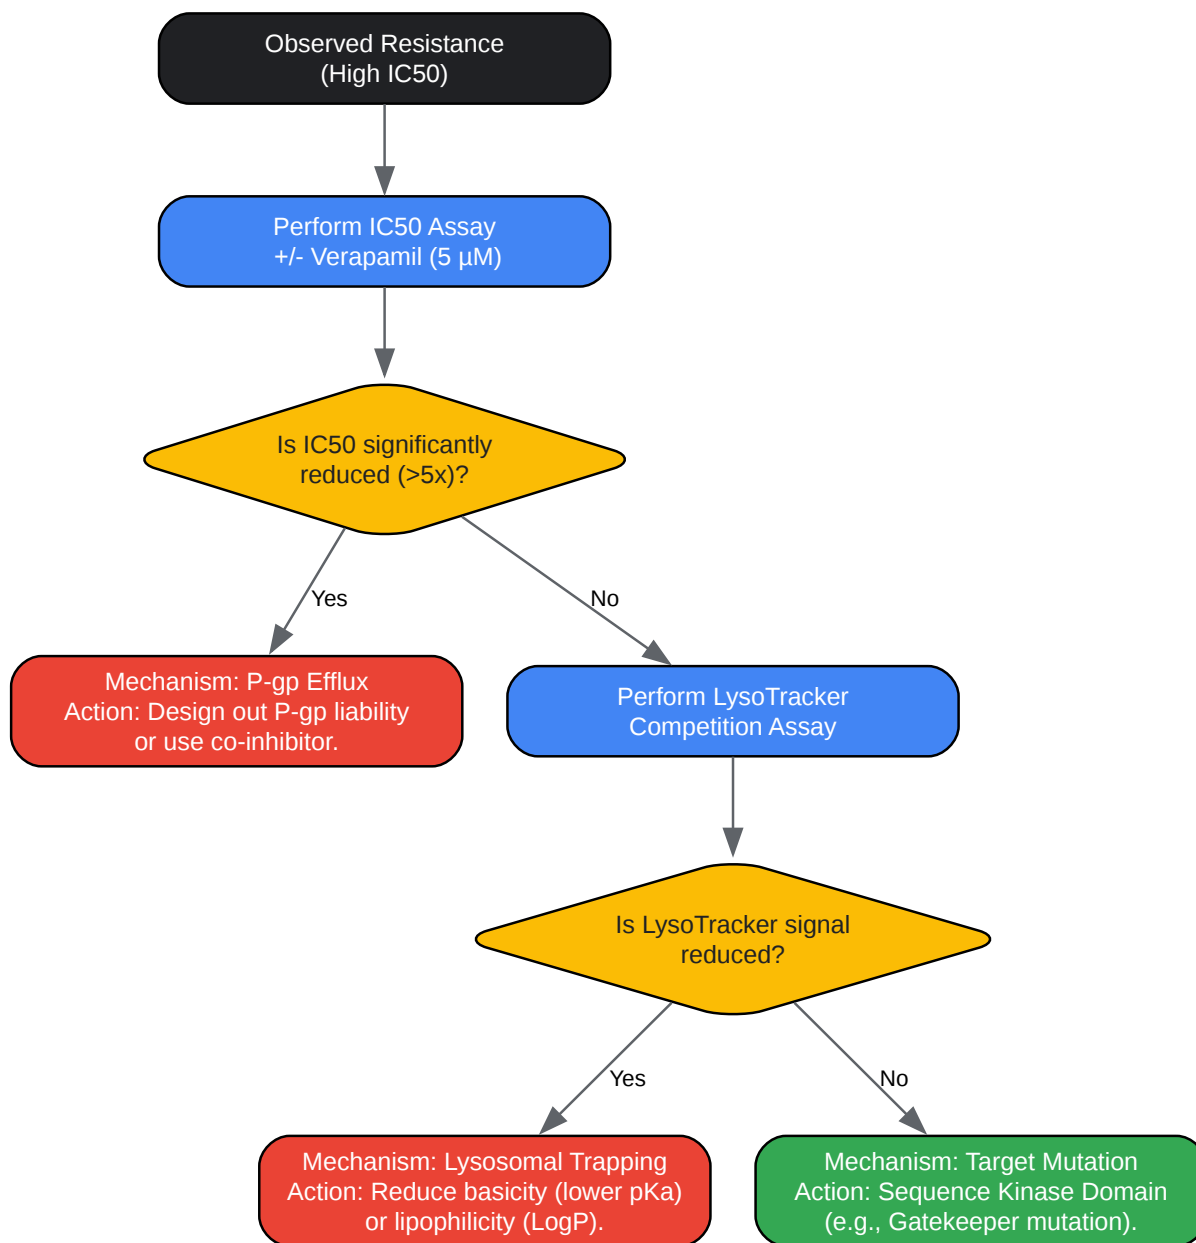 Observed Resistance
(High IC50)
Perform IC50 Assay
+/- Verapamil (5 µM)
Is IC50 significantly
reduced (>5x)?
Yes
No
Mechanism: P-gp Efflux
Action: Design out P-gp liability
or use co-inhibitor.
Perform LysoTracker
Competition Assay
Is LysoTracker signal
reduced?
Yes
No
Mechanism: Lysosomal Trapping
Action: Reduce basicity (lower pKa)
or lipophilicity (LogP).
Mechanism: Target Mutation
Action: Sequence Kinase Domain
(e.g., Gatekeeper mutation).